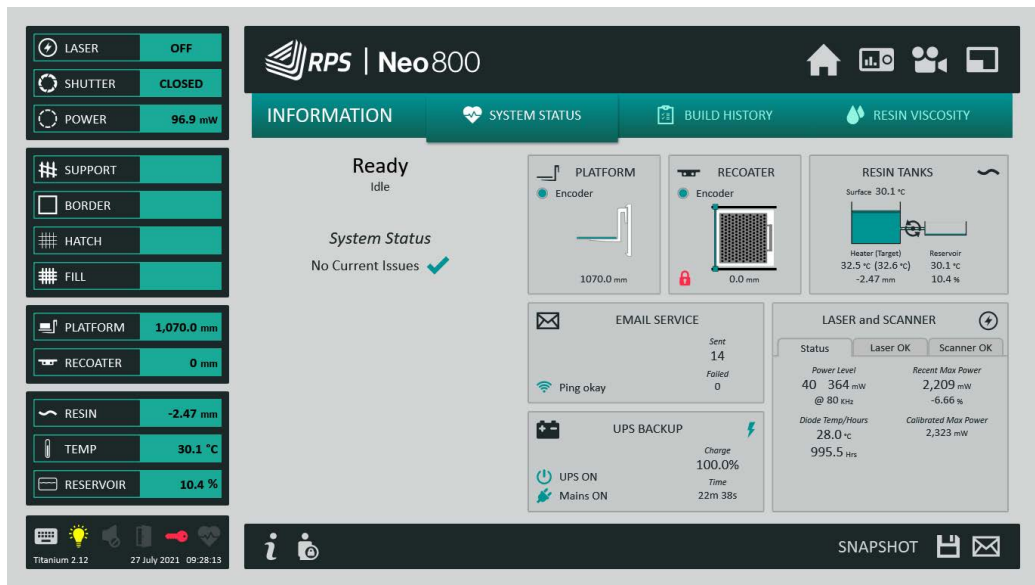 LASER OFF
SHUTTER CLOSED
POWER 96.9 mW
SUPPORT
BORDER
HATCH
FILL
PLATFORM 1,070.0 mm
RECOATER 0 mm
RESIN -2.47 mm
TEMP 30.1 °C
RESERVOIR 10.4 %
Titanium 2.12 27 July 2021 09:28:13
RPS | Neo800
INFORMATION SYSTEM STATUS BUILD HISTORY RESIN VISCOSITY
Ready
Idle
System Status
No Current Issues
PLATFORM
Encoder
1070.0 mm
RECOATER
Encoder
0.0 mm
RESIN TANKS
Surface 30.1 °C
Heater (Target) Reservoir
32.5 °C (32.6 °C) 30.1 °C
-2.47 mm 10.4 %
EMAIL SERVICE
Sent
14
Failed
Ping okay 0
UPS BACKUP
Charge
100.0%
UPS ON Time
Mains ON 22m 38s
LASER and SCANNER
Status Laser OK Scanner OK
Power Level Recent Max Power
40 364 mW 2,209 mW
@ 80 KHz -6.66 %
Diode Temp/Hours Calibrated Max Power
28.0 °C 2,323 mW
995.5 Hrs
SNAPSHOT